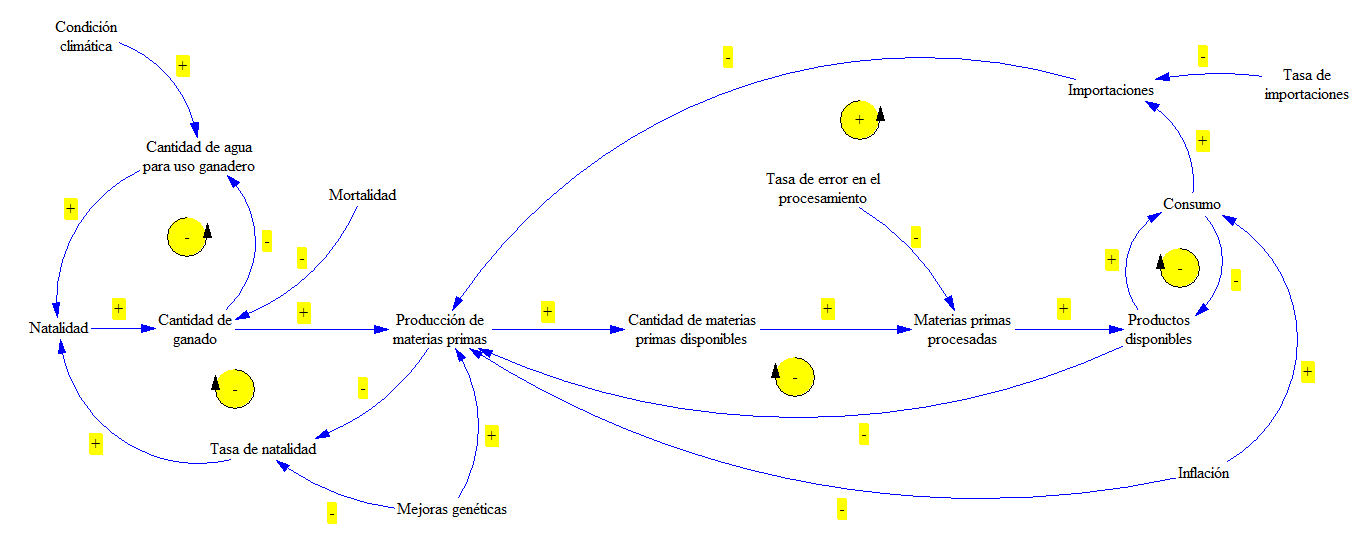 Condición
climática
+
-
-
Tasa de
importaciones
Importaciones
+
Cantidad de agua
para uso ganadero
+
Tasa de error en el
procesamiento
Mortalidad
Consumo
+
-
-
-
-
+
-
-
+
+
+
+
+
Natalidad
Cantidad de
ganado
Producción de
materias primas
Cantidad de materias
primas disponibles
Materias primas
procesadas
Productos
disponibles
-
-
-
+
+
+
-
Tasa de natalidad
Inflación
Mejoras genéticas
-
-